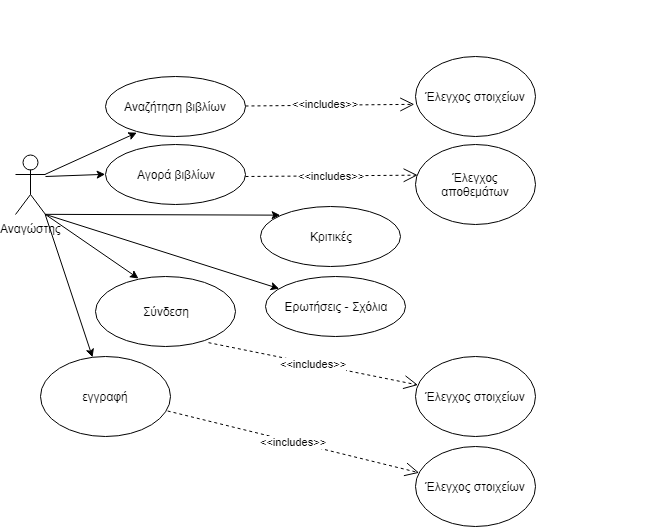 Αναζήτηση βιβλίων
<<includes>>
Έλεγχος στοιχείων
Αγορά βιβλίων
<<includes>>
Έλεγχος
αποθεμάτων
Αναγώστης
Κριτικές
Ερωτήσεις - Σχόλια
Σύνδεση
<<includes>>
Έλεγχος στοιχείων
εγγραφή
<<includes>>
Έλεγχος στοιχείων